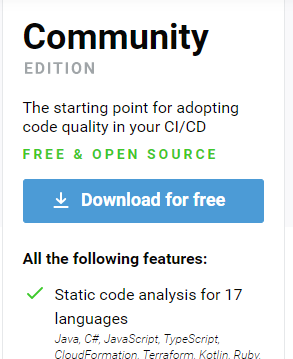 Community
EDITION
The starting point for adopting
code quality in your CI/CD
FREE & OPEN SOURCE
Download for free
All the following features:
Static code analysis for 17
languages
Java, C#, JavaScript, TypeScript,
CloudFormation, Terraform, Kotlin, Ruby,